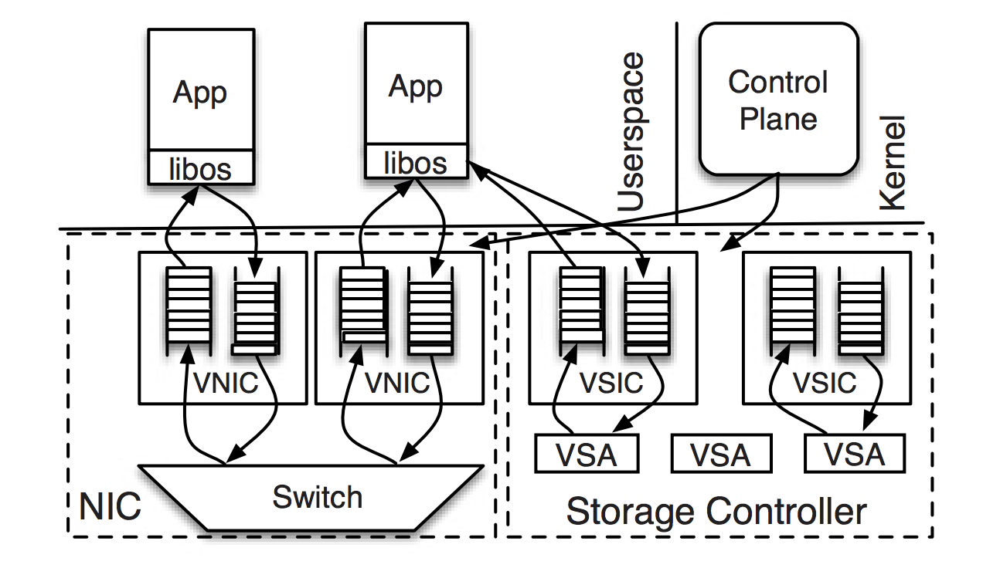 App
App
Control
Plane
libos
libos
Userspace
Kernel
VNIC
VNIC
VSIC
VSIC
VSA
VSA
VSA
NIC
Switch
Storage Controller